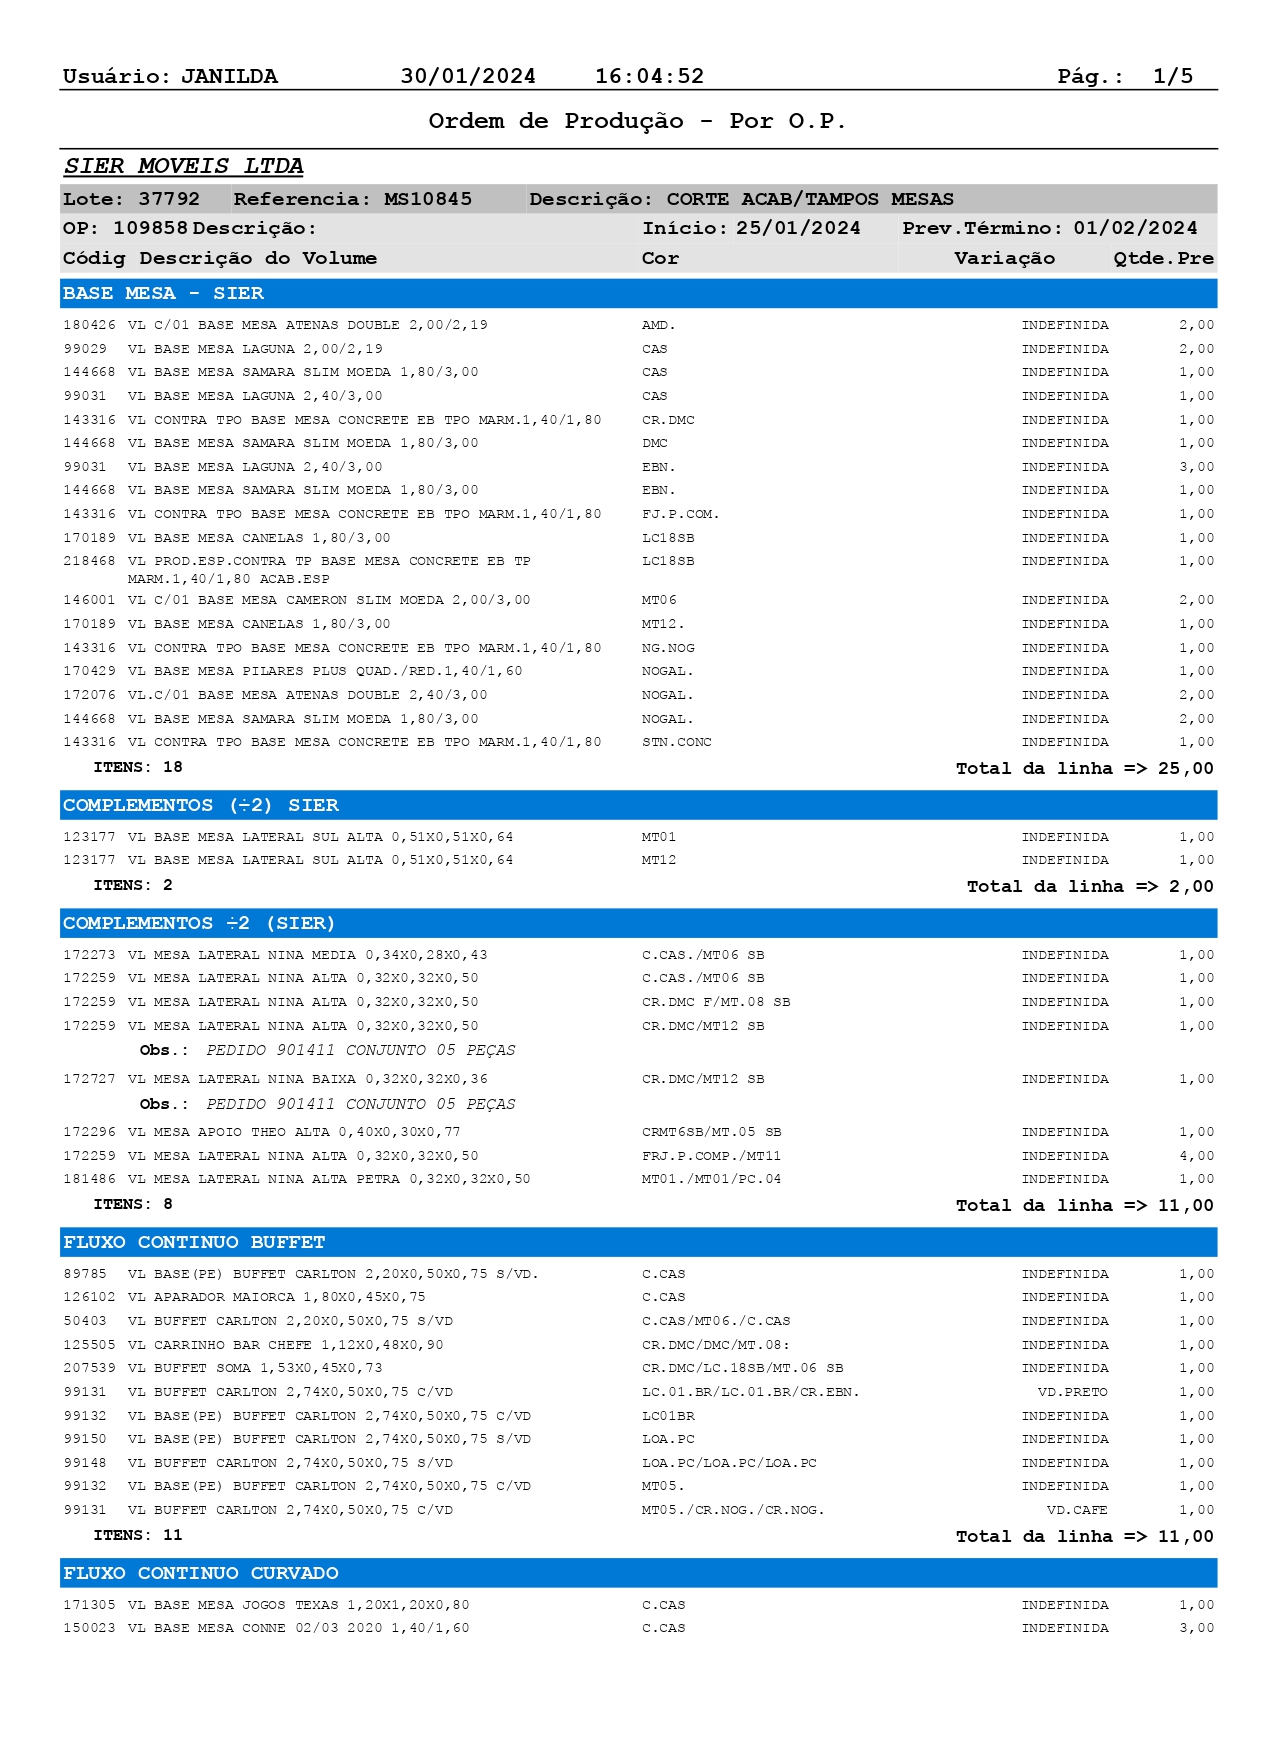 Usuário: JANILDA 30/01/2024 16:04:52 Pág.: 1/5
Ordem de Produção - Por O.P.
SIER MOVEIS LTDA
Lote: 37792 Referencia: MS10845 Descrição: CORTE ACAB/TAMPOS MESAS
OP: 109858 Descrição: Início: 25/01/2024 Prev.Término: 01/02/2024
Códig Descrição do Volume Cor Variação Qtde.Pre
BASE MESA - SIER
180426 VL C/01 BASE MESA ATENAS DOUBLE 2,00/2,19 AMD. INDEFINIDA 2,00
99029 VL BASE MESA LAGUNA 2,00/2,19 CAS INDEFINIDA 2,00
144668 VL BASE MESA SAMARA SLIM MOEDA 1,80/3,00 CAS INDEFINIDA 1,00
99031 VL BASE MESA LAGUNA 2,40/3,00 CAS INDEFINIDA 1,00
143316 VL CONTRA TPO BASE MESA CONCRETE EB TPO MARM.1,40/1,80 CR.DMC INDEFINIDA 1,00
144668 VL BASE MESA SAMARA SLIM MOEDA 1,80/3,00 DMC INDEFINIDA 1,00
99031 VL BASE MESA LAGUNA 2,40/3,00 EBN. INDEFINIDA 3,00
144668 VL BASE MESA SAMARA SLIM MOEDA 1,80/3,00 EBN. INDEFINIDA 1,00
143316 VL CONTRA TPO BASE MESA CONCRETE EB TPO MARM.1,40/1,80 FJ.P.COM. INDEFINIDA 1,00
170189 VL BASE MESA CANELAS 1,80/3,00 LC18SB INDEFINIDA 1,00
218468 VL PROD.ESP.CONTRA TP BASE MESA CONCRETE EB TP LC18SB INDEFINIDA 1,00
MARM.1,40/1,80 ACAB.ESP
146001 VL C/01 BASE MESA CAMERON SLIM MOEDA 2,00/3,00 MT06 INDEFINIDA 2,00
170189 VL BASE MESA CANELAS 1,80/3,00 MT12. INDEFINIDA 1,00
143316 VL CONTRA TPO BASE MESA CONCRETE EB TPO MARM.1,40/1,80 NG.NOG INDEFINIDA 1,00
170429 VL BASE MESA PILARES PLUS QUAD./RED.1,40/1,60 NOGAL. INDEFINIDA 1,00
172076 VL.C/01 BASE MESA ATENAS DOUBLE 2,40/3,00 NOGAL. INDEFINIDA 2,00
144668 VL BASE MESA SAMARA SLIM MOEDA 1,80/3,00 NOGAL. INDEFINIDA 2,00
143316 VL CONTRA TPO BASE MESA CONCRETE EB TPO MARM.1,40/1,80 STN.CONC INDEFINIDA 1,00
ITENS: 18 Total da linha => 25,00
COMPLEMENTOS (÷2) SIER
123177 VL BASE MESA LATERAL SUL ALTA 0,51X0,51X0,64 MT01 INDEFINIDA 1,00
123177 VL BASE MESA LATERAL SUL ALTA 0,51X0,51X0,64 MT12 INDEFINIDA 1,00
ITENS: 2 Total da linha => 2,00
COMPLEMENTOS ÷2 (SIER)
172273 VL MESA LATERAL NINA MEDIA 0,34X0,28X0,43 C.CAS./MT06 SB INDEFINIDA 1,00
172259 VL MESA LATERAL NINA ALTA 0,32X0,32X0,50 C.CAS./MT06 SB INDEFINIDA 1,00
172259 VL MESA LATERAL NINA ALTA 0,32X0,32X0,50 CR.DMC F/MT.08 SB INDEFINIDA 1,00
172259 VL MESA LATERAL NINA ALTA 0,32X0,32X0,50 CR.DMC/MT12 SB INDEFINIDA 1,00
Obs.: PEDIDO 901411 CONJUNTO 05 PEÇAS
172727 VL MESA LATERAL NINA BAIXA 0,32X0,32X0,36 CR.DMC/MT12 SB INDEFINIDA 1,00
Obs.: PEDIDO 901411 CONJUNTO 05 PEÇAS
172296 VL MESA APOIO THEO ALTA 0,40X0,30X0,77 CRMT6SB/MT.05 SB INDEFINIDA 1,00
172259 VL MESA LATERAL NINA ALTA 0,32X0,32X0,50 FRJ.P.COMP./MT11 INDEFINIDA 4,00
181486 VL MESA LATERAL NINA ALTA PETRA 0,32X0,32X0,50 MT01./MT01/PC.04 INDEFINIDA 1,00
ITENS: 8 Total da linha => 11,00
FLUXO CONTINUO BUFFET
89785 VL BASE(PE) BUFFET CARLTON 2,20X0,50X0,75 S/VD. C.CAS INDEFINIDA 1,00
126102 VL APARADOR MAIORCA 1,80X0,45X0,75 C.CAS INDEFINIDA 1,00
50403 VL BUFFET CARLTON 2,20X0,50X0,75 S/VD C.CAS/MT06./C.CAS INDEFINIDA 1,00
125505 VL CARRINHO BAR CHEFE 1,12X0,48X0,90 CR.DMC/DMC/MT.08: INDEFINIDA 1,00
207539 VL BUFFET SOMA 1,53X0,45X0,73 CR.DMC/LC.18SB/MT.06 SB INDEFINIDA 1,00
99131 VL BUFFET CARLTON 2,74X0,50X0,75 C/VD LC.01.BR/LC.01.BR/CR.EBN. VD.PRETO 1,00
99132 VL BASE(PE) BUFFET CARLTON 2,74X0,50X0,75 C/VD LC01BR INDEFINIDA 1,00
99150 VL BASE(PE) BUFFET CARLTON 2,74X0,50X0,75 S/VD LOA.PC INDEFINIDA 1,00
99148 VL BUFFET CARLTON 2,74X0,50X0,75 S/VD LOA.PC/LOA.PC/LOA.PC INDEFINIDA 1,00
99132 VL BASE(PE) BUFFET CARLTON 2,74X0,50X0,75 C/VD MT05. INDEFINIDA 1,00
99131 VL BUFFET CARLTON 2,74X0,50X0,75 C/VD MT05./CR.NOG./CR.NOG. VD.CAFE 1,00
ITENS: 11 Total da linha => 11,00
FLUXO CONTINUO CURVADO
171305 VL BASE MESA JOGOS TEXAS 1,20X1,20X0,80 C.CAS INDEFINIDA 1,00
150023 VL BASE MESA CONNE 02/03 2020 1,40/1,60 C.CAS INDEFINIDA 3,00